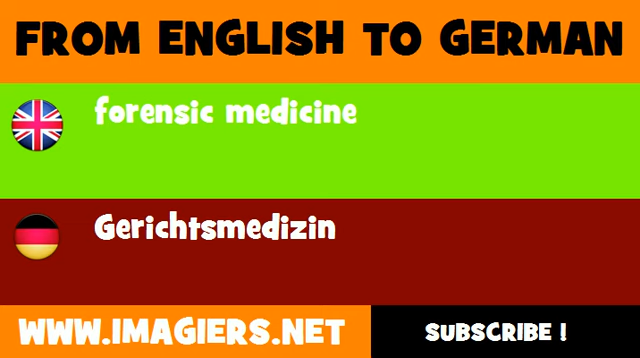 FROM ENGLISH TO GERMAN
forensic medicine
Gerichtsmedizin
WWW.IMAGIERS.NET
SUBSCRIBE !